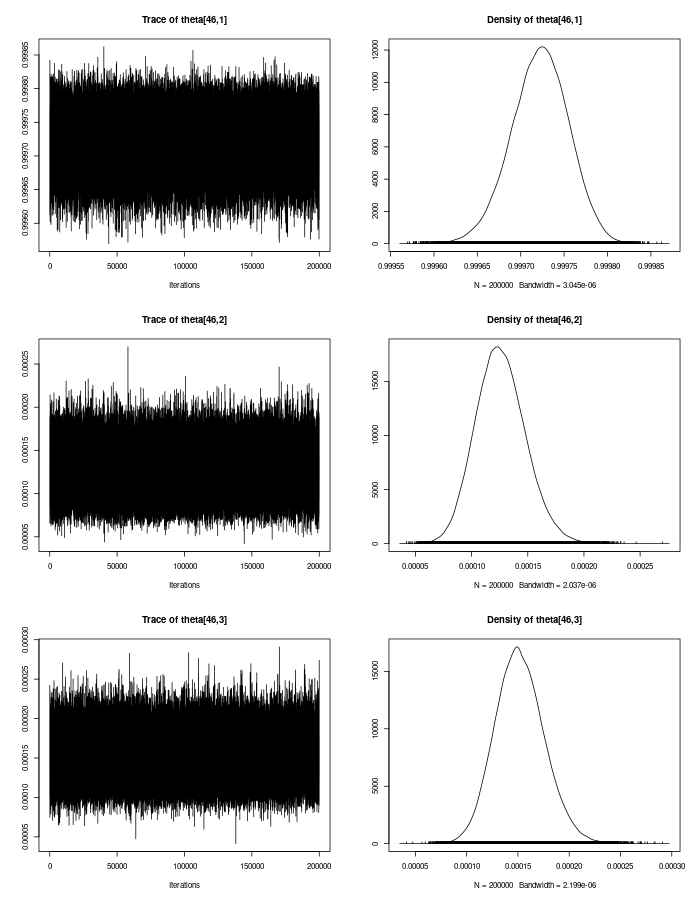 Trace of theta[46,1]
0.99960 0.99965 0.99970 0.99975 0.99980 0.99985
0 50000 100000 150000 200000
Iterations
Density of theta[46,1]
0 2000 4000 6000 8000 10000 12000
0.99955 0.99960 0.99965 0.99970 0.99975 0.99980 0.99985
N = 200000 Bandwidth = 3.045e-06
Trace of theta[46,2]
0.00005 0.00010 0.00015 0.00020 0.00025
0 50000 100000 150000 200000
Iterations
Density of theta[46,2]
0 5000 10000 15000
0.00005 0.00010 0.00015 0.00020 0.00025
N = 200000 Bandwidth = 2.037e-06
Trace of theta[46,3]
0.00005 0.00010 0.00015 0.00020 0.00025 0.00030
0 50000 100000 150000 200000
Iterations
Density of theta[46,3]
0 5000 10000 15000
0.00005 0.00010 0.00015 0.00020 0.00025 0.00030
N = 200000 Bandwidth = 2.199e-06